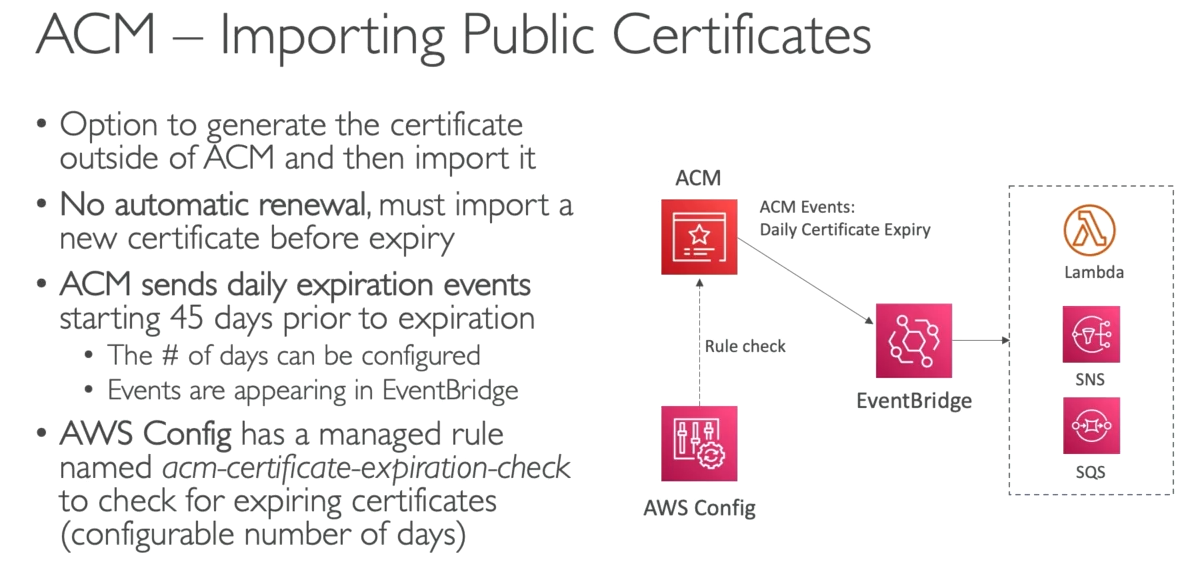 ACM – Importing Public Certificates
• Option to generate the certificate
outside of ACM and then import it
• No automatic renewal, must import a
new certificate before expiry
• ACM sends daily expiration events
starting 45 days prior to expiration
• The # of days can be configured
• Events are appearing in EventBridge
• AWS Config has a managed rule
named acm-certificate-expiration-check
to check for expiring certificates
(configurable number of days)
ACM
ACM Events:
Daily Certificate Expiry
Rule check
AWS Config
EventBridge
Lambda
SNS
SQS